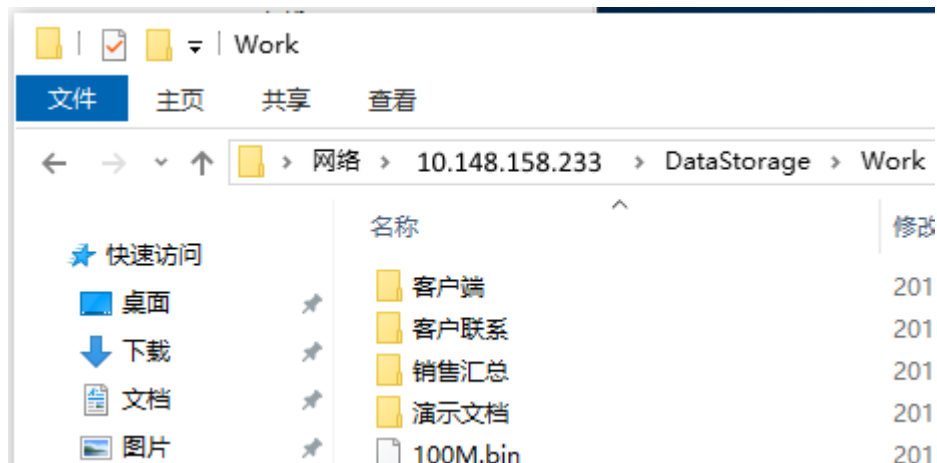 Work
文件 主页 共享 查看
网络 10.148.158.233 DataStorage Work
名称 修改
快速访问
桌面
下载
文档
图片
客户端 201
客户联系 201
销售汇总 201
演示文档 201
100M.bin 201